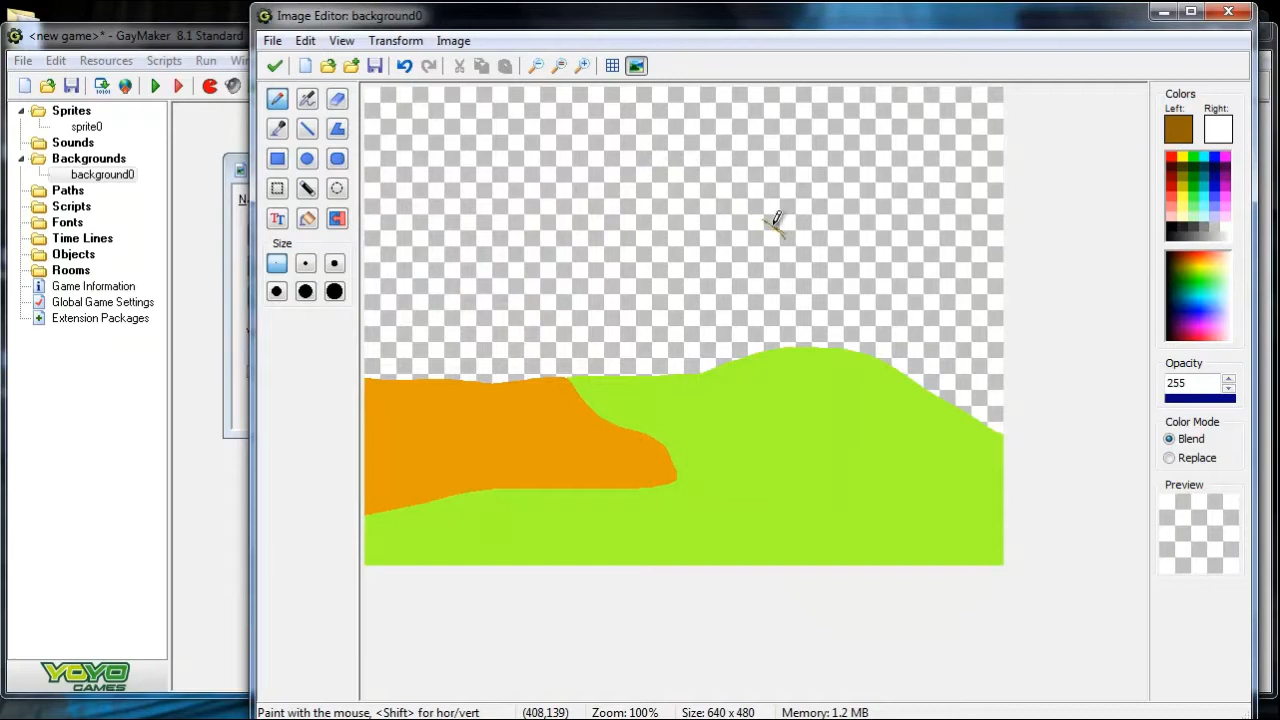 <new game>* - GayMaker 8.1 Standard
File Edit Resources Scripts Run
Sprites
sprite0
Sounds
Backgrounds
background0
Paths
Scripts
Fonts
Time Lines
Objects
Rooms
Game Information
Global Game Settings
Extension Packages
YOYO
GAMES
Image Editor: background0
File Edit View Transform Image
Size
Colors
Left: Right:
Opacity
255
Color Mode
Blend
Replace
Preview
Paint with the mouse, <Shift> for hor/vert (408,139) Zoom: 100% Size: 640 x 480 Memory: 1.2 MB